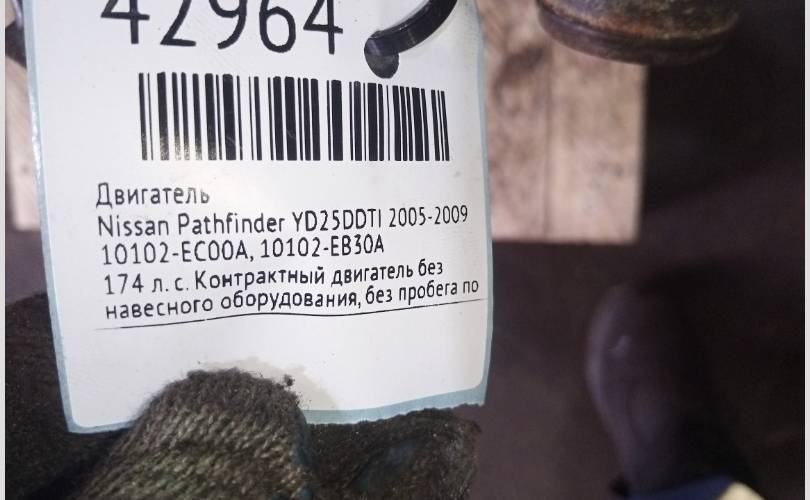 42964
Двигатель
Nissan Pathfinder YD25DDTI 2005-2009
10102-EC00A, 10102-EB30A
174 л.с. Контрактный двигатель без
навесного оборудования, без пробега по